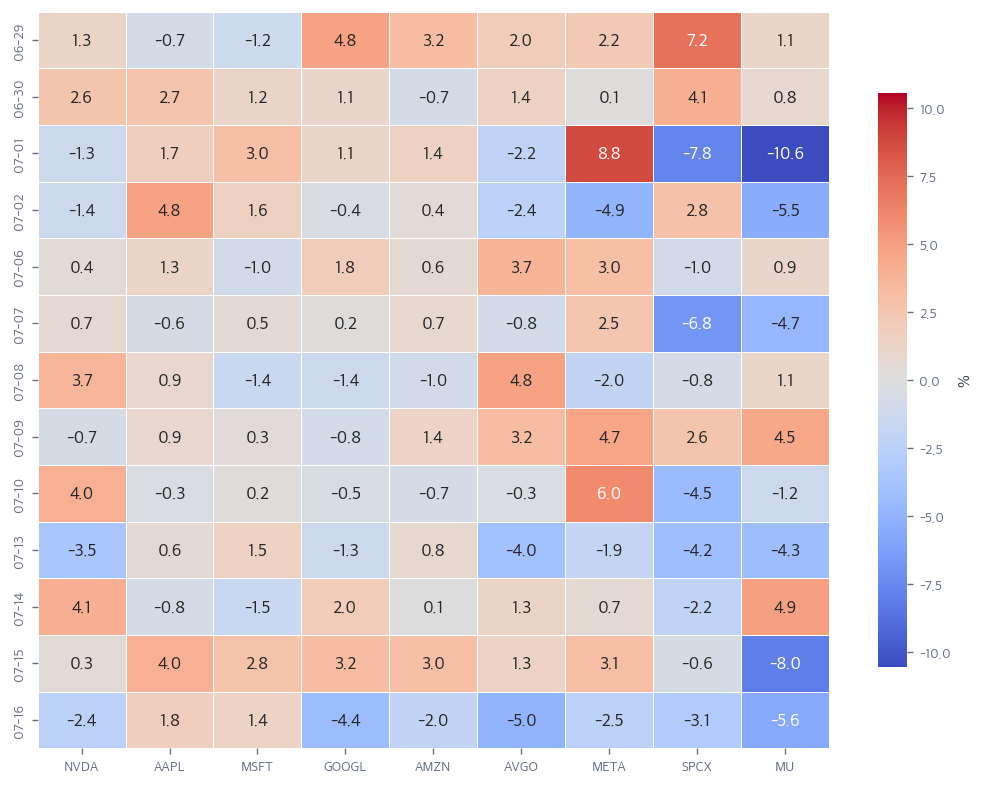 06-29 1.3 -0.7 -1.2 4.8 3.2 2.0 2.2 7.2 1.1
06-30 2.6 2.7 1.2 1.1 -0.7 1.4 0.1 4.1 0.8
07-01 -1.3 1.7 3.0 1.1 1.4 -2.2 8.8 -7.8 -10.6
07-02 -1.4 4.8 1.6 -0.4 0.4 -2.4 -4.9 2.8 -5.5
07-06 0.4 1.3 -1.0 1.8 0.6 3.7 3.0 -1.0 0.9
07-07 0.7 -0.6 0.5 0.2 0.7 -0.8 2.5 -6.8 -4.7
07-08 3.7 0.9 -1.4 -1.4 -1.0 4.8 -2.0 -0.8 1.1
07-09 -0.7 0.9 0.3 -0.8 1.4 3.2 4.7 2.6 4.5
07-10 4.0 -0.3 0.2 -0.5 -0.7 -0.3 6.0 -4.5 -1.2
07-13 -3.5 0.6 1.5 -1.3 0.8 -4.0 -1.9 -4.2 -4.3
07-14 4.1 -0.8 -1.5 2.0 0.1 1.3 0.7 -2.2 4.9
07-15 0.3 4.0 2.8 3.2 3.0 1.3 3.1 -0.6 -8.0
07-16 -2.4 1.8 1.4 -4.4 -2.0 -5.0 -2.5 -3.1 -5.6
NVDA AAPL MSFT GOOGL AMZN AVGO META SPCX MU
10.0
7.5
5.0
2.5
0.0
-2.5
-5.0
-7.5
-10.0
%